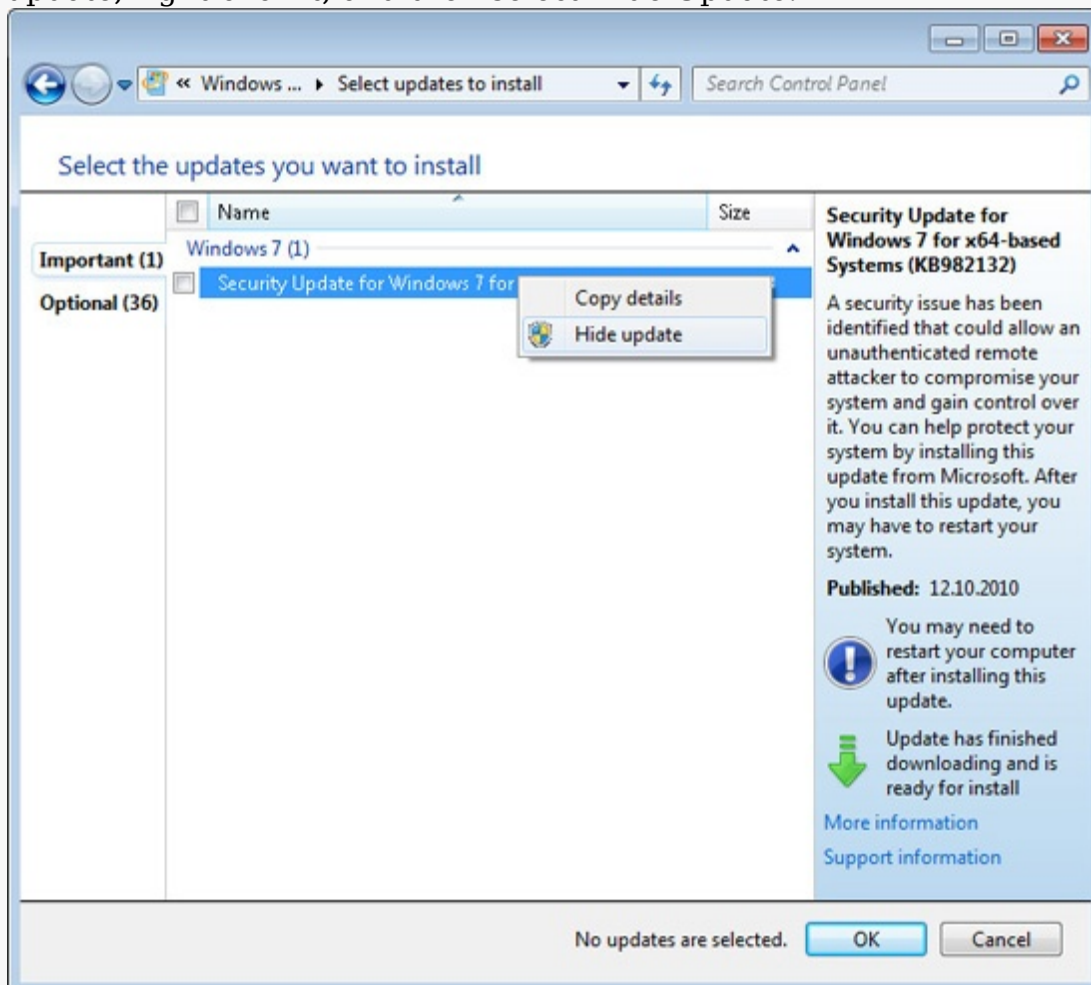 « Windows ... ▸ Select updates to install
Search Control Panel
Select the updates you want to install
Name Size
Important (1)
Optional (36)
Windows 7 (1)
Security Update for Windows 7 for
Copy details
Hide update
Security Update for
Windows 7 for x64-based
Systems (KB982132)
A security issue has been
identified that could allow an
unauthenticated remote
attacker to compromise your
system and gain control over
it. You can help protect your
system by installing this
update from Microsoft. After
you install this update, you
may have to restart your
system.
Published: 12.10.2010
You may need to
restart your computer
after installing this
update.
Update has finished
downloading and is
ready for install
More information
Support information
No updates are selected.
OK
Cancel